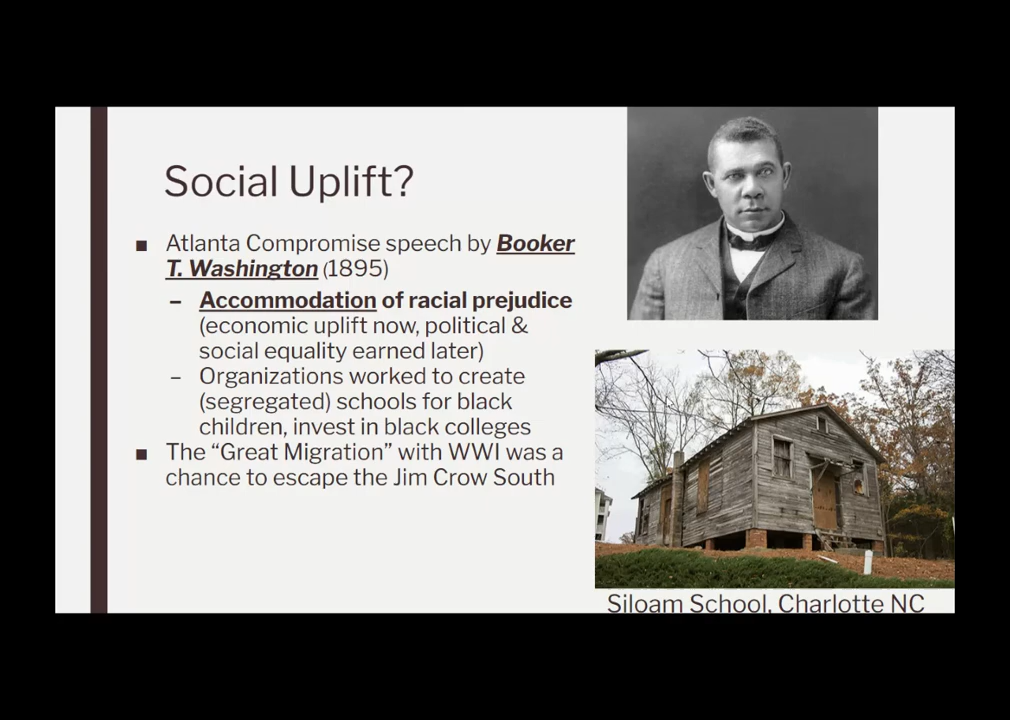 Social Uplift?
■ Atlanta Compromise speech by Booker
T. Washington (1895)
– Accommodation of racial prejudice
(economic uplift now, political &
social equality earned later)
– Organizations worked to create
(segregated) schools for black
children, invest in black colleges
■ The “Great Migration” with WWI was a
chance to escape the Jim Crow South
Siloam School, Charlotte NC